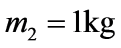 m₂ = 1kg